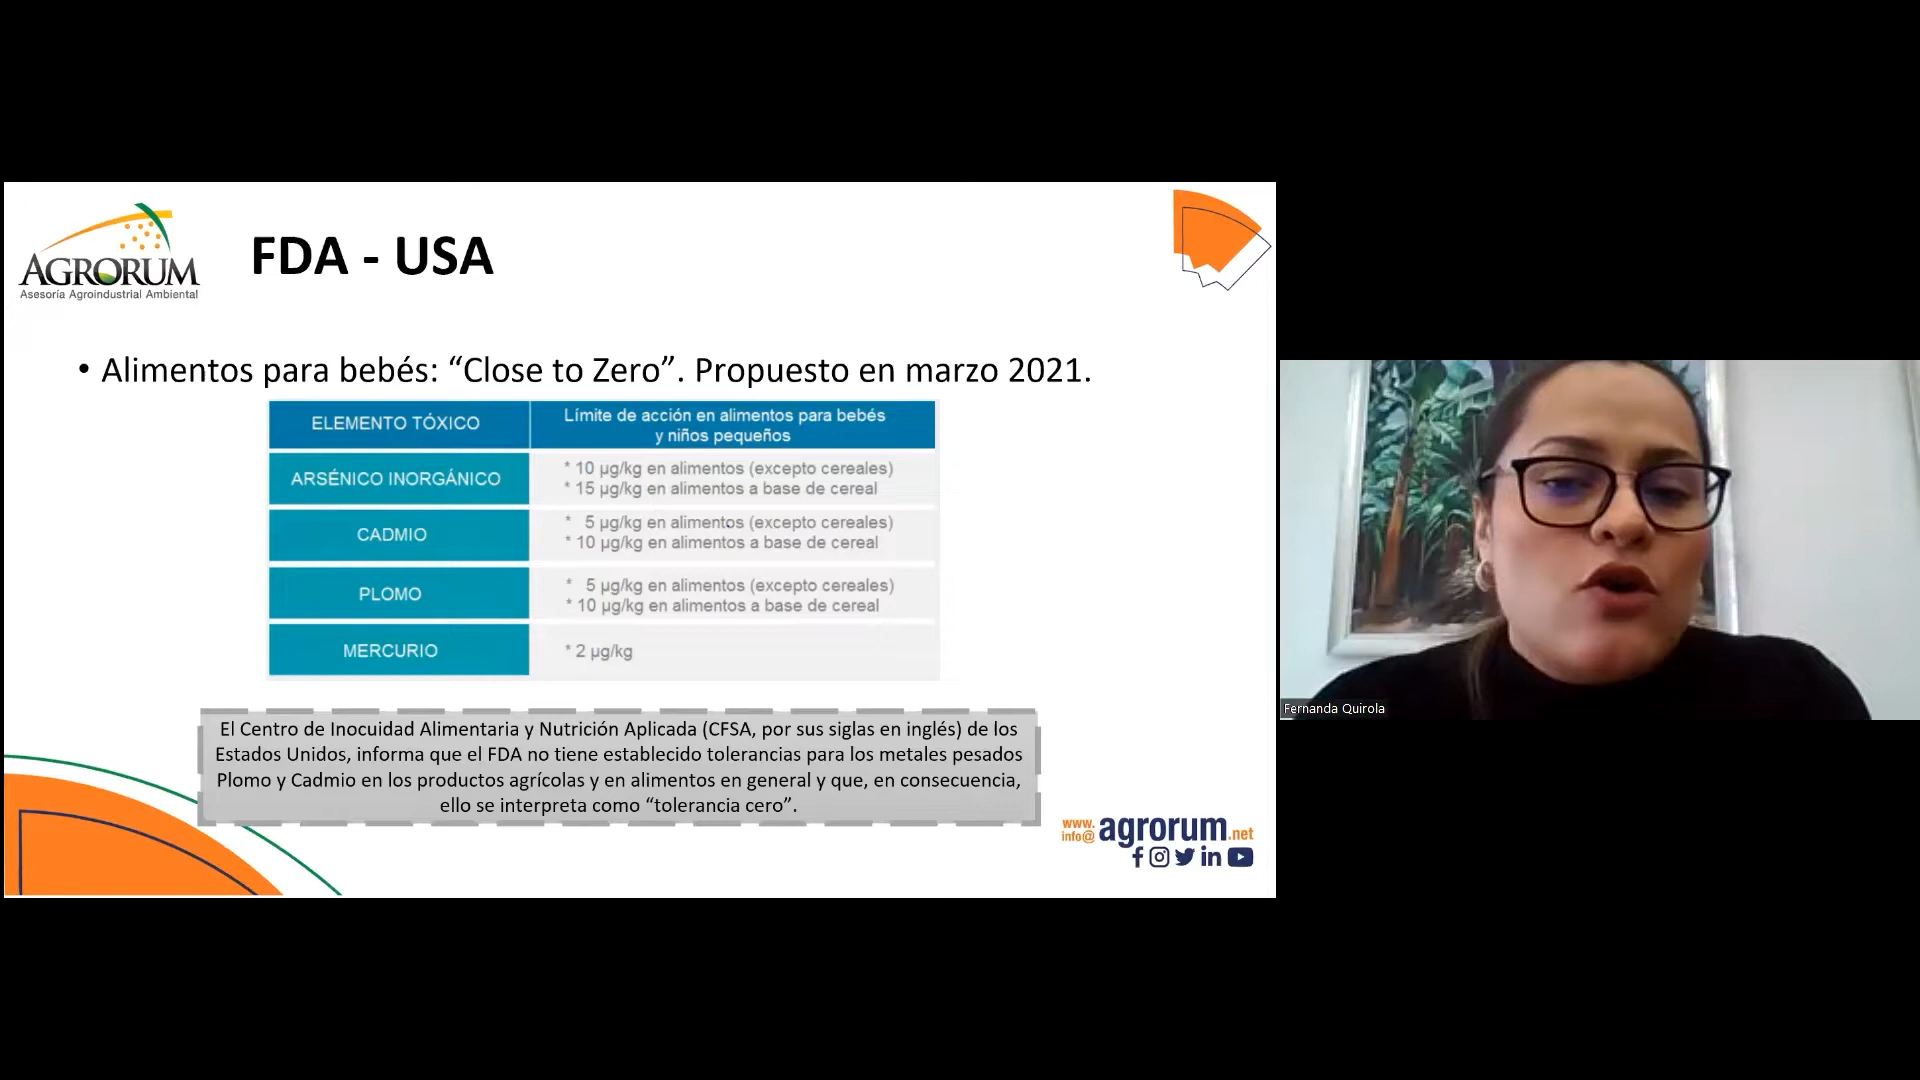 AGRORUM
Asesoría Agroindustrial Ambiental
FDA - USA
• Alimentos para bebés: “Close to Zero”. Propuesto en marzo 2021.
ELEMENTO TÓXICO
Límite de acción en alimentos para bebés
y niños pequeños
ARSÉNICO INORGÁNICO
* 10 µg/kg en alimentos (excepto cereales)
* 15 µg/kg en alimentos a base de cereal
CADMIO
* 5 µg/kg en alimentos (excepto cereales)
* 10 µg/kg en alimentos a base de cereal
PLOMO
* 5 µg/kg en alimentos (excepto cereales)
* 10 µg/kg en alimentos a base de cereal
MERCURIO
* 2 µg/kg
El Centro de Inocuidad Alimentaria y Nutrición Aplicada (CFSA, por sus siglas en inglés) de los
Estados Unidos, informa que el FDA no tiene establecido tolerancias para los metales pesados
Plomo y Cadmio en los productos agrícolas y en alimentos en general y que, en consecuencia,
ello se interpreta como “tolerancia cero”.
www.
info@ agrorum.net
Fernanda Quirola